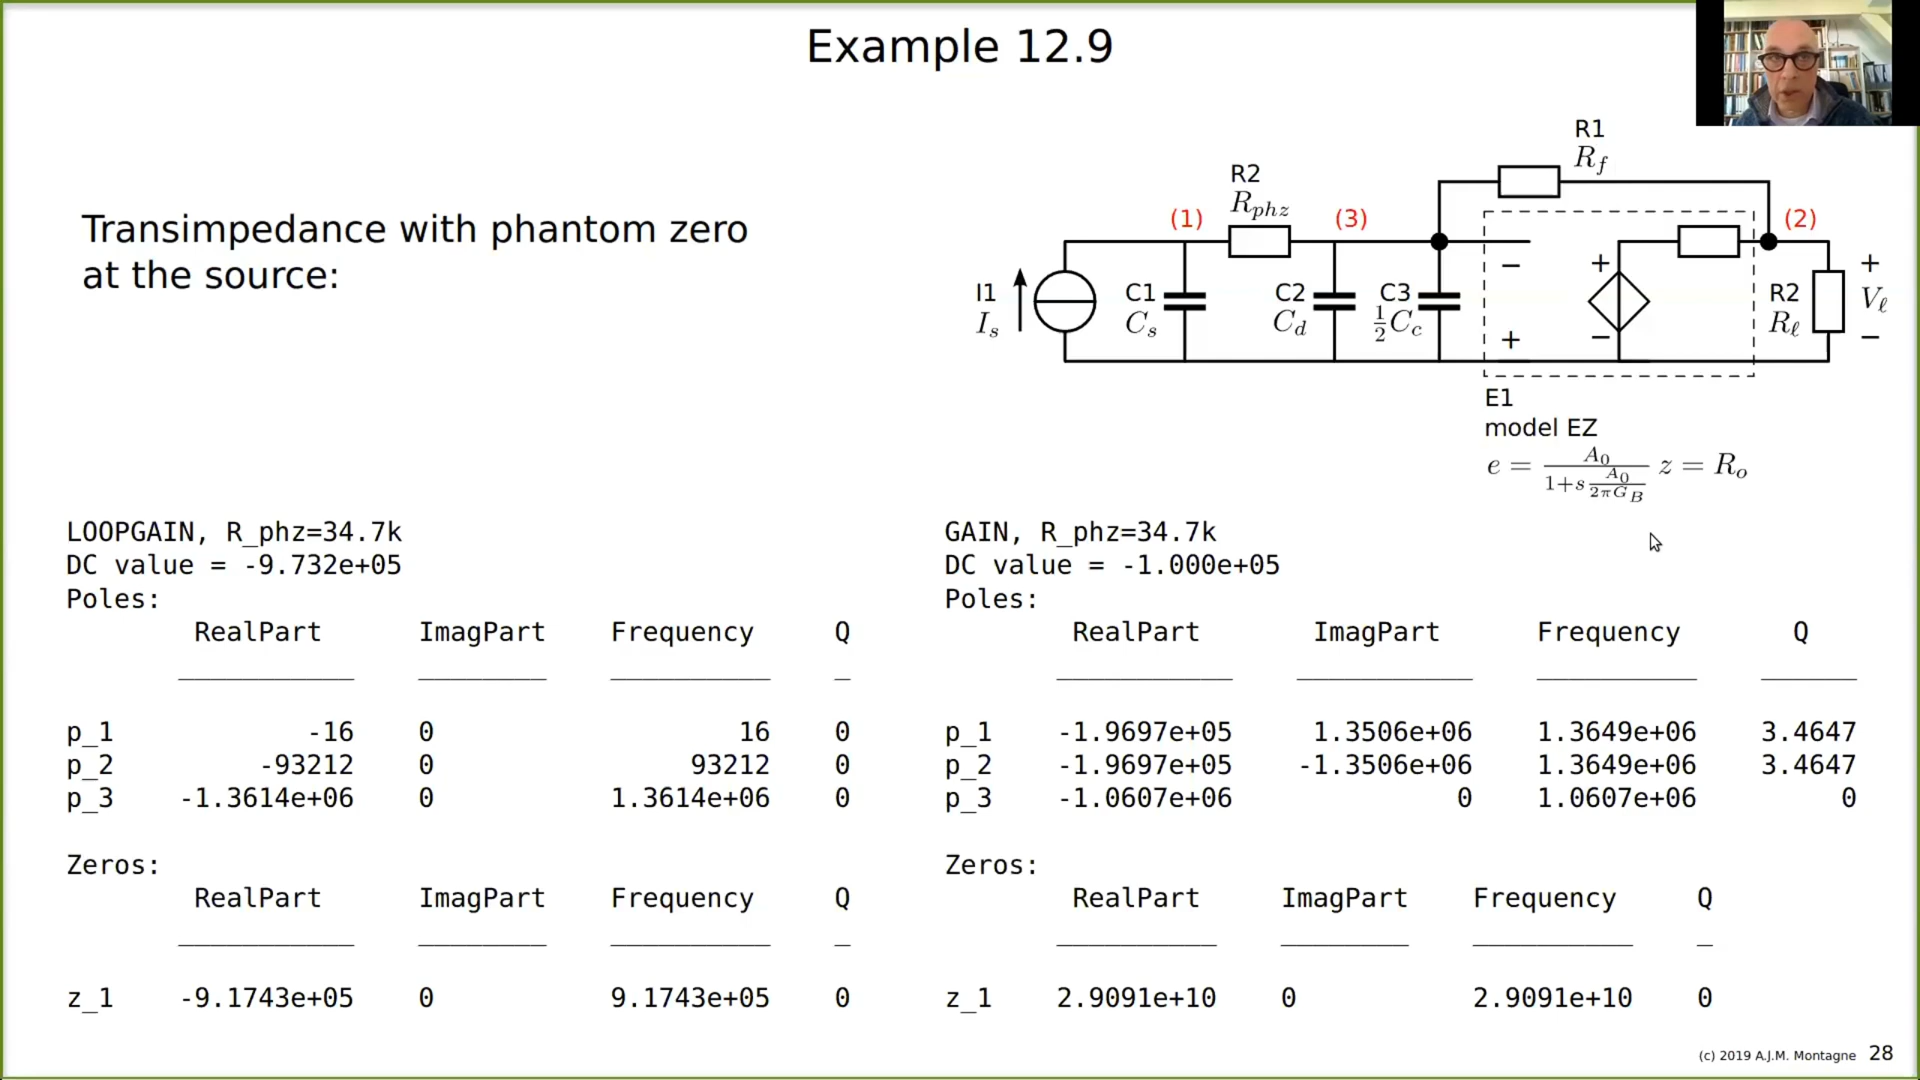 Example 12.9
Transimpedance with phantom zero
at the source:
R1
R_f
R2
R_phz
(1)
(3)
(2)
−
+
+
−
I1
I_s
C1
C_s
C2
C_d
C3
½C_c
R2
R_ℓ
+
V_ℓ
−
E1
model EZ
e = A_0 / (1+s A_0/(2πG_B)) z = R_o
LOOPGAIN, R_phz=34.7k
DC value = -9.732e+05
Poles:
RealPart ImagPart Frequency Q
p_1 -16 0 16 0
p_2 -93212 0 93212 0
p_3 -1.3614e+06 0 1.3614e+06 0
Zeros:
RealPart ImagPart Frequency Q
z_1 -9.1743e+05 0 9.1743e+05 0
GAIN, R_phz=34.7k
DC value = -1.000e+05
Poles:
RealPart ImagPart Frequency Q
p_1 -1.9697e+05 1.3506e+06 1.3649e+06 3.4647
p_2 -1.9697e+05 -1.3506e+06 1.3649e+06 3.4647
p_3 -1.0607e+06 0 1.0607e+06 0
Zeros:
RealPart ImagPart Frequency Q
z_1 2.9091e+10 0 2.9091e+10 0
(c) 2019 A.J.M. Montagne 28